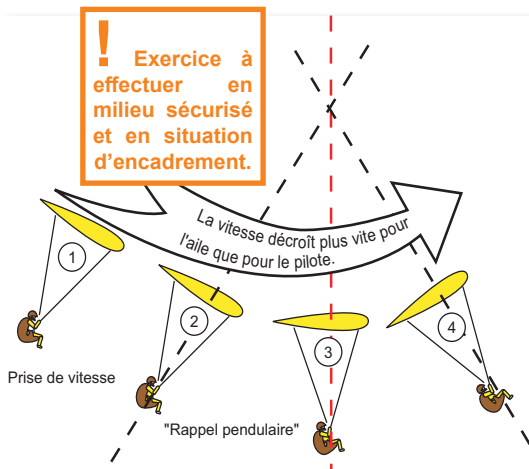 ! Exercice à
effectuer en
milieu sécurisé
et en situation
d'encadrement.
La vitesse décroît plus vite pour
l'aile que pour le pilote.
1
2
3
4
Prise de vitesse
"Rappel pendulaire"